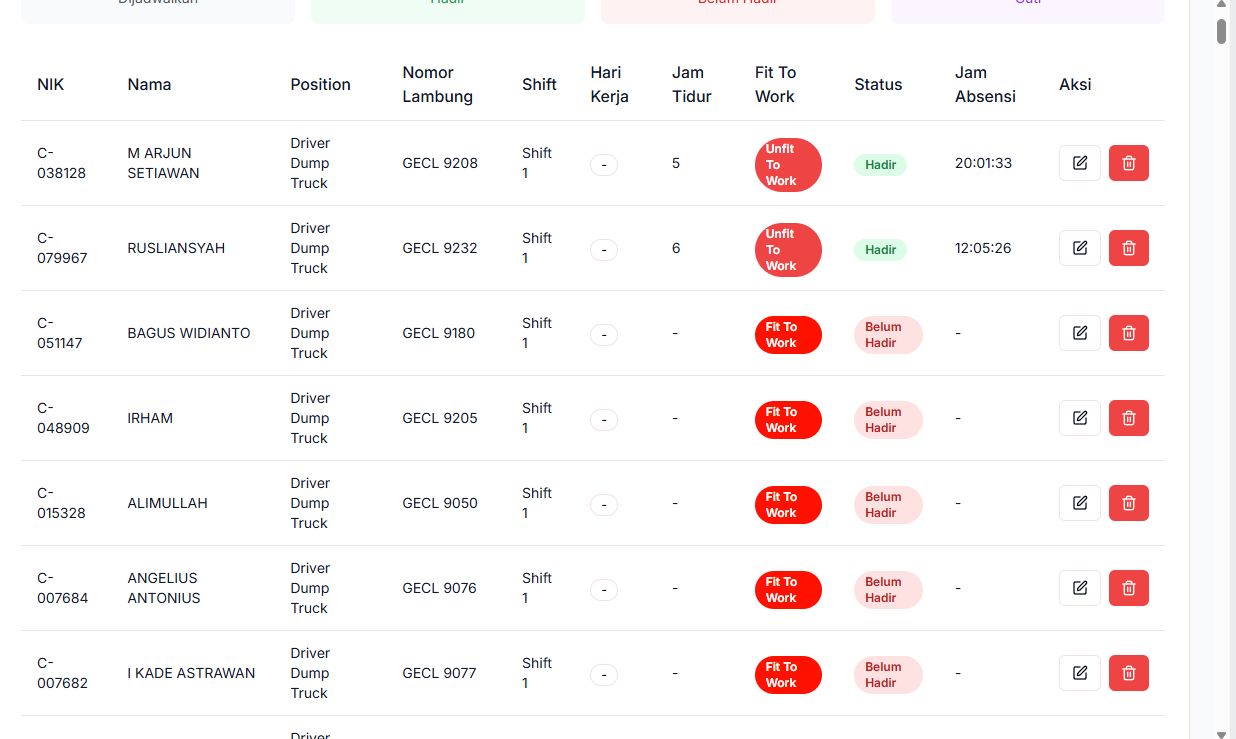 Dijadwalkan
Hadir
Belum Hadir
Cuti
NIK
Nama
Position
Nomor
Lambung
Shift
Hari
Kerja
Jam
Tidur
Fit To
Work
Status
Jam
Absensi
Aksi
C-
038128
M ARJUN
SETIAWAN
Driver
Dump
Truck
GECL 9208
Shift
1
-
5
Unfit
To
Work
Hadir
20:01:33
C-
079967
RUSLIANSYAH
Driver
Dump
Truck
GECL 9232
Shift
1
-
6
Unfit
To
Work
Hadir
12:05:26
C-
051147
BAGUS WIDIANTO
Driver
Dump
Truck
GECL 9180
Shift
1
-
-
Fit To
Work
Belum
Hadir
-
C-
048909
IRHAM
Driver
Dump
Truck
GECL 9205
Shift
1
-
-
Fit To
Work
Belum
Hadir
-
C-
015328
ALIMULLAH
Driver
Dump
Truck
GECL 9050
Shift
1
-
-
Fit To
Work
Belum
Hadir
-
C-
007684
ANGELIUS
ANTONIUS
Driver
Dump
Truck
GECL 9076
Shift
1
-
-
Fit To
Work
Belum
Hadir
-
C-
007682
I KADE ASTRAWAN
Driver
Dump
Truck
GECL 9077
Shift
1
-
-
Fit To
Work
Belum
Hadir
-
Driver